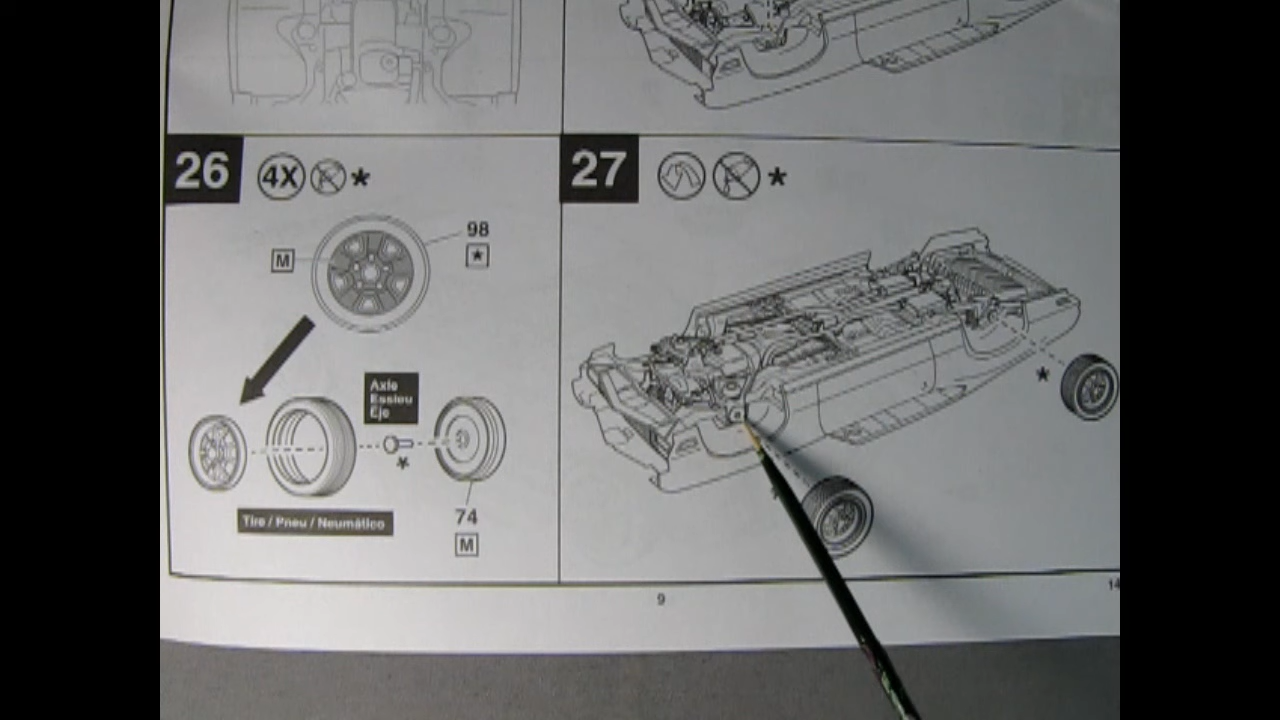 26 4X *
27 *
98
M
*
Axle
Essieu
Eje
*
*
Tire / Pneu / Neumático
74
M
9
14